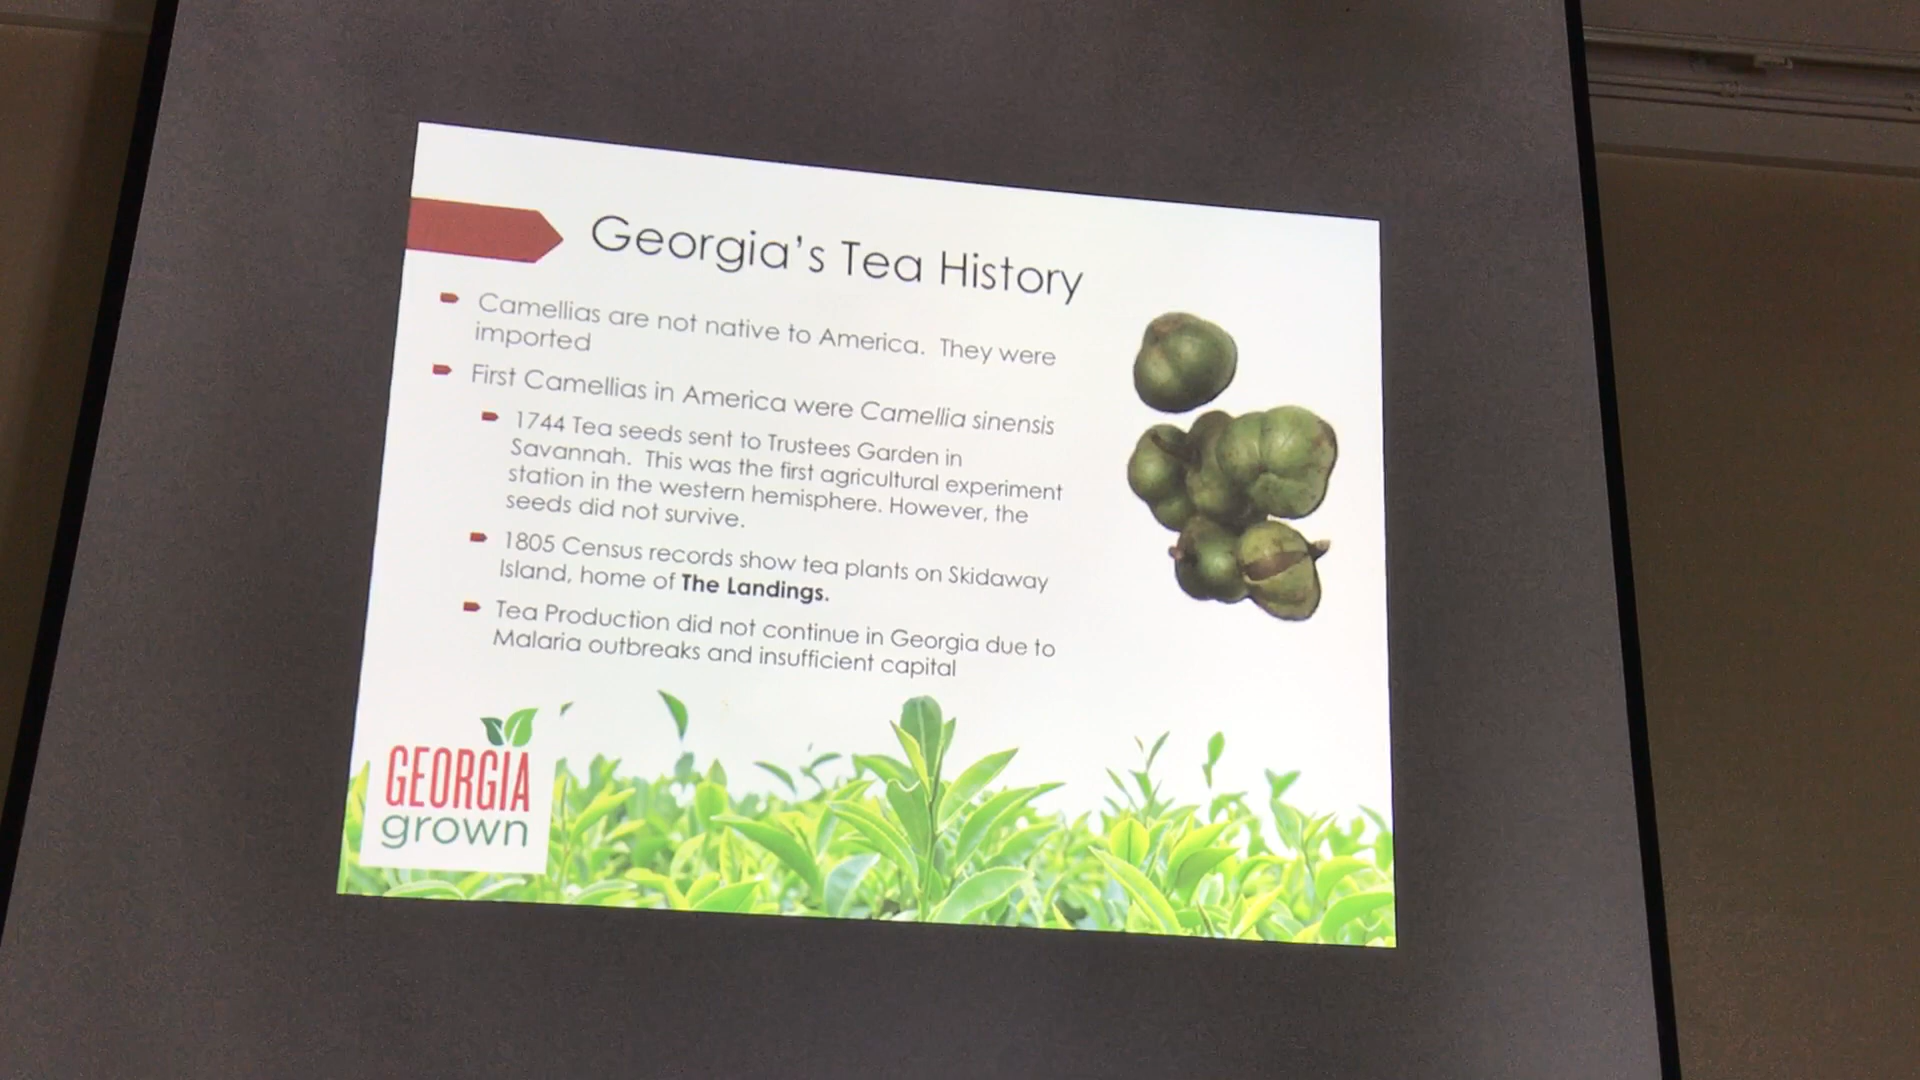 Georgia's Tea History
Camellias are not native to America. They were
imported
First Camellias in America were Camellia sinensis
1744 Tea seeds sent to Trustees Garden in
Savannah. This was the first agricultural experiment
station in the western hemisphere. However, the
seeds did not survive.
1805 Census records show tea plants on Skidaway
Island, home of The Landings.
Tea Production did not continue in Georgia due to
Malaria outbreaks and insufficient capital
GEORGIA
grown